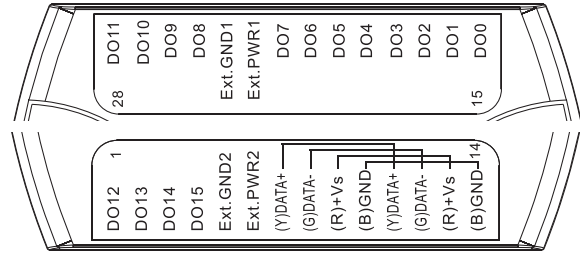 DO11
DO10
DO9
DO8
Ext.GND1
Ext.PWR1
DO7
DO6
DO5
DO4
DO3
DO2
DO1
DO0
28
15
1
14
DO12
DO13
DO14
DO15
Ext.GND2
Ext.PWR2
(Y)DATA+
(G)DATA-
(R)+Vs
(B)GND
(Y)DATA+
(G)DATA-
(R)+Vs
(B)GND